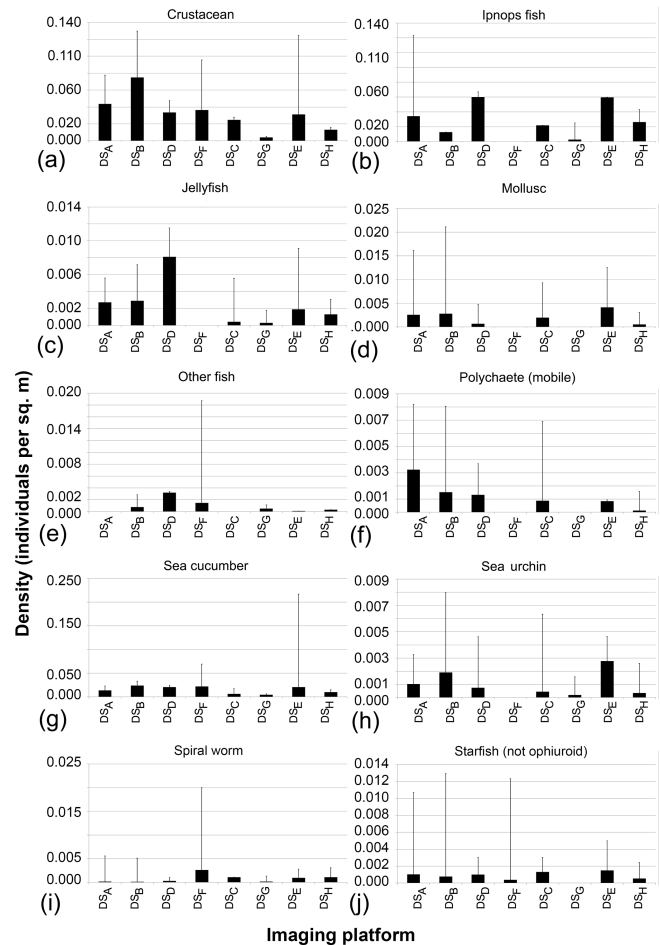 Crustacean
0.140
0.100
0.060
0.020
0.000
(a)
DSA DSB DSD DSF DSC DSG DSE DSH
Ipnops fish
0.140
0.100
0.060
0.020
0.000
(b)
DSA DSB DSD DSF DSC DSG DSE DSH
Jellyfish
0.014
0.010
0.006
0.002
0.000
(c)
DSA DSB DSD DSF DSC DSG DSE DSH
Mollusc
0.025
0.020
0.015
0.010
0.005
.000
(d)
DSA DSB DSD DSF DSC DSG DSE DSH
Other fish
0.020
0.014
0.008
0.002
0.000
(e)
DSA DSB DSD DSF DSC DSG DSE DSH
Polychaete (mobile)
0.009
0.007
0.005
0.003
0.001
0.000
(f)
DSA DSB DSD DSF DSC DSG DSE DSH
Sea cucumber
0.250
0.150
0.050
0.000
(g)
DSA DSB DSD DSF DSC DSG DSE DSH
Sea urchin
0.009
0.007
0.005
0.003
0.001
0.000
(h)
DSA DSB DSD DSF DSC DSG DSE DSH
Spiral worm
0.025
0.015
0.005
0.000
(i)
DSA DSB DSD DSF DSC DSG DSE DSH
Starfish (not ophiuroid)
0.014
0.012
0.010
0.008
0.006
0.004
0.002
0.000
(j)
DSA DSB DSD DSF DSC DSG DSE DSH
Density (individuals per sq. m)
Imaging platform